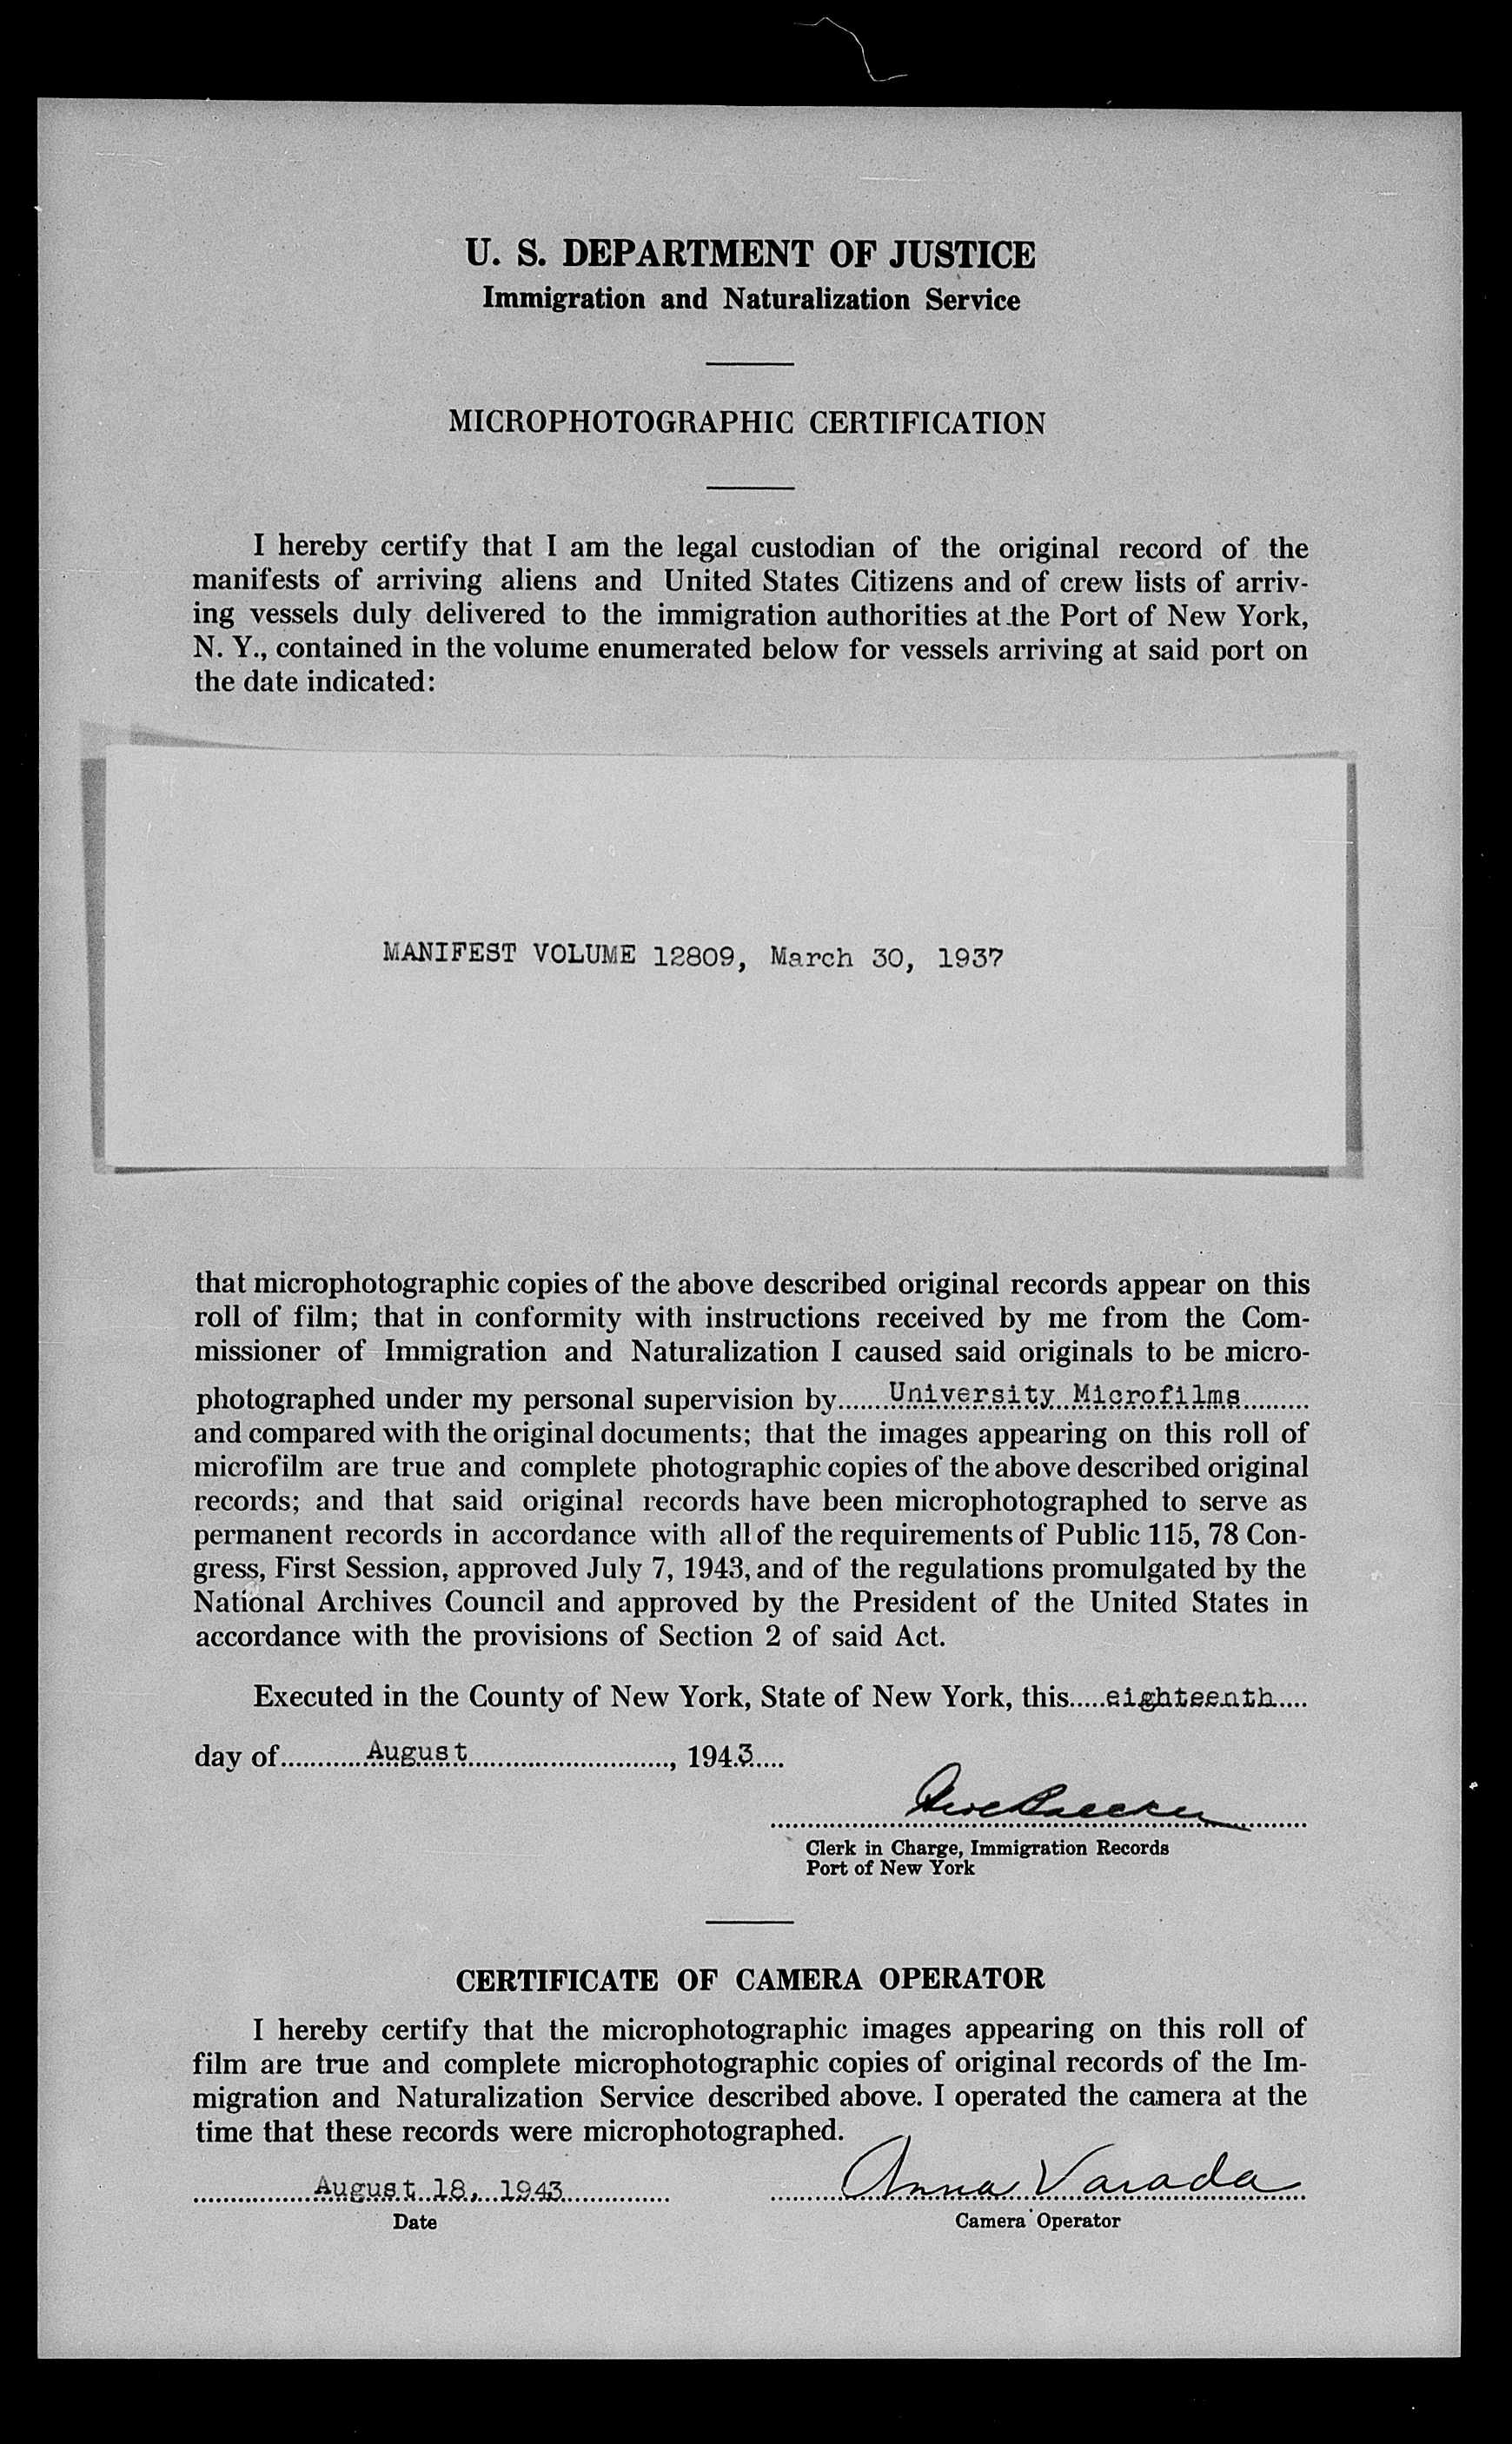 U. S. DEPARTMENT OF JUSTICE
Immigration and Naturalization Service
MICROPHOTOGRAPHIC CERTIFICATION
I hereby certify that I am the legal custodian of the original record of the
manifests of arriving aliens and United States Citizens and of crew lists of arriv-
ing vessels duly delivered to the immigration authorities at the Port of New York,
N. Y., contained in the volume enumerated below for vessels arriving at said port on
the date indicated:
MANIFEST VOLUME 12809, March 30, 1937
that microphotographic copies of the above described original records appear on this
roll of film; that in conformity with instructions received by me from the Com-
missioner of Immigration and Naturalization I caused said originals to be micro-
photographed under my personal supervision by University Microfilms
and compared with the original documents; that the images appearing on this roll of
microfilm are true and complete photographic copies of the above described original
records; and that said original records have been microphotographed to serve as
permanent records in accordance with all of the requirements of Public 115, 78 Con-
gress, First Session, approved July 7, 1943, and of the regulations promulgated by the
National Archives Council and approved by the President of the United States in
accordance with the provisions of Section 2 of said Act.
Executed in the County of New York, State of New York, this eighteenth
day of August, 1943
Clerk in Charge, Immigration Records
Port of New York
CERTIFICATE OF CAMERA OPERATOR
I hereby certify that the microphotographic images appearing on this roll of
film are true and complete microphotographic copies of original records of the Im-
migration and Naturalization Service described above. I operated the camera at the
time that these records were microphotographed.
August 18, 1943 Anna Varada
Date Camera Operator